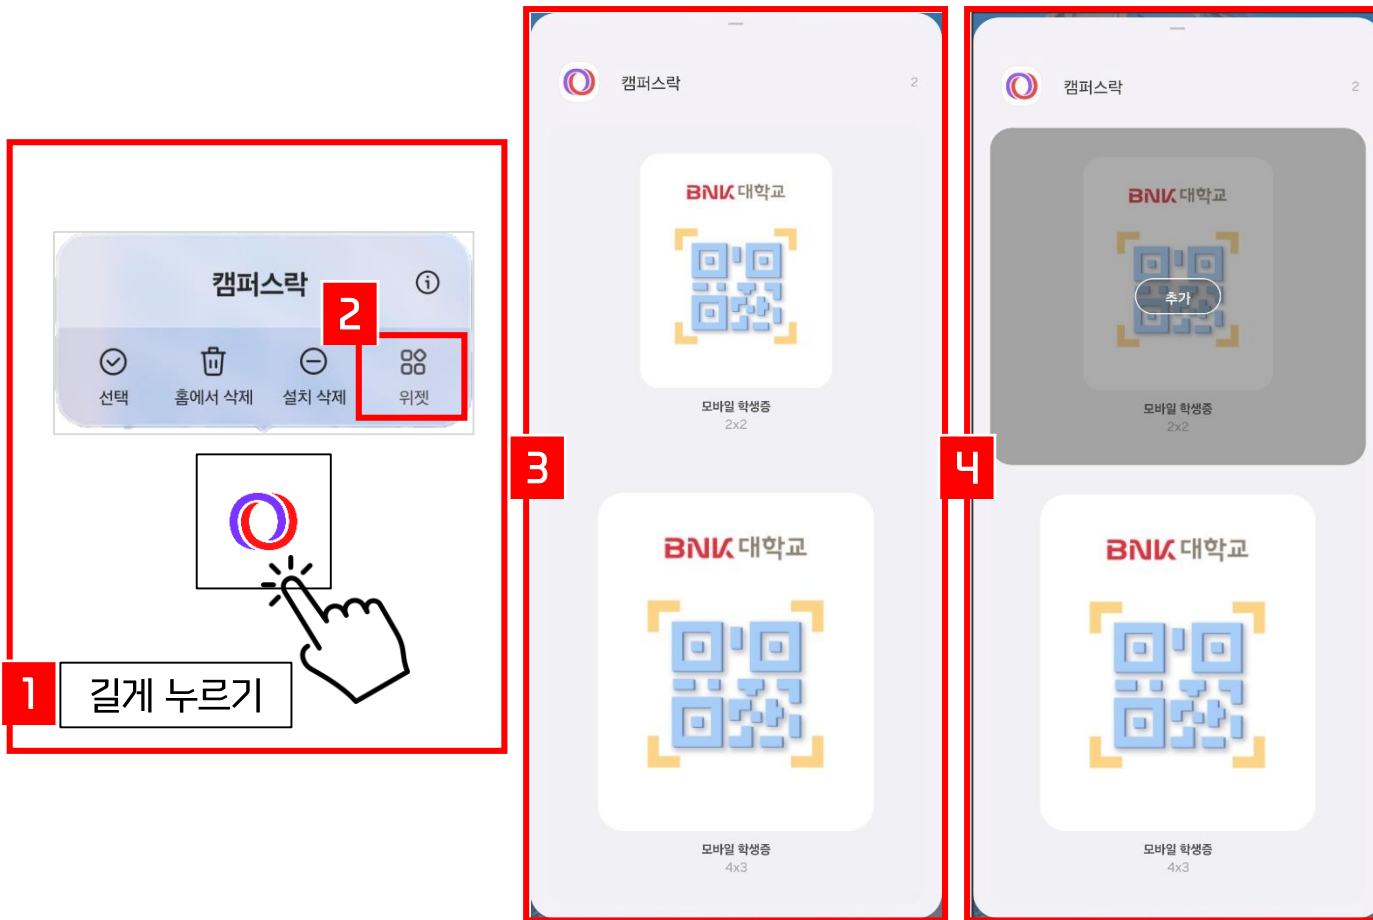 캠퍼스락
2
선택
홈에서 삭제
설치 삭제
위젯
1
길게 누르기
3
캠퍼스락
2
BNK 대학교
모바일 학생증
2x2
BNK 대학교
모바일 학생증
4x3
4
캠퍼스락
2
BNK 대학교
추가
모바일 학생증
2x2
BNK 대학교
모바일 학생증
4x3